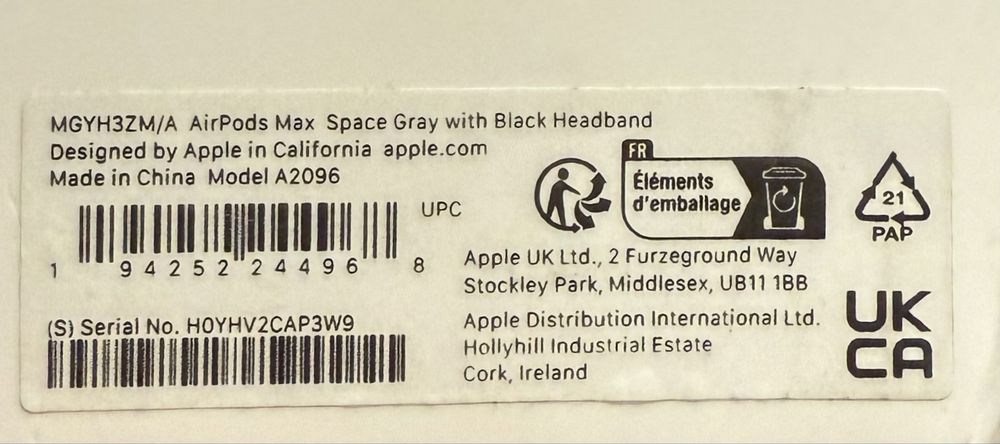 MGYH3ZM/A AirPods Max Space Gray with Black Headband
Designed by Apple in California apple.com
Made in China Model A2096
UPC
1 94252 24496 8
(S) Serial No. H0YHV2CAP3W9
FR
Éléments
d'emballage
21
PAP
Apple UK Ltd., 2 Furzeground Way
Stockley Park, Middlesex, UB11 1BB
Apple Distribution International Ltd.
Hollyhill Industrial Estate
Cork, Ireland
UK
CA